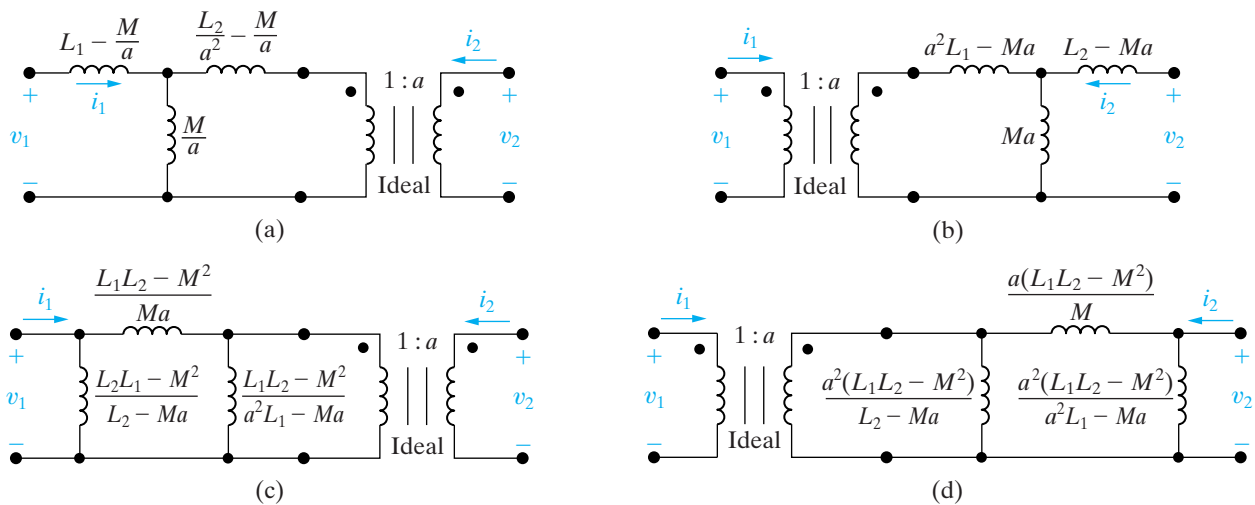 L₁ − M/a
L₂/a² − M/a
i₁
i₂
+
v₁
−
M/a
1 : a
Ideal
+
v₂
−
(a)
i₁
a²L₁ − Ma
L₂ − Ma
i₂
+
v₁
−
1 : a
Ideal
Ma
+
v₂
−
(b)
i₁
(L₁L₂ − M²)/(Ma)
i₂
+
v₁
−
(L₂L₁ − M²)/(L₂ − Ma)
(L₁L₂ − M²)/(a²L₁ − Ma)
1 : a
Ideal
+
v₂
−
(c)
i₁
a(L₁L₂ − M²)/M
i₂
+
v₁
−
1 : a
Ideal
a²(L₁L₂ − M²)/(L₂ − Ma)
a²(L₁L₂ − M²)/(a²L₁ − Ma)
+
v₂
−
(d)